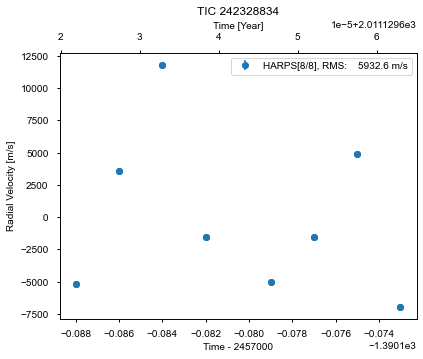 TIC 242328834
Time [Year]
1e−5+2.0111296e3
2 3 4 5 6
HARPS[8/8], RMS: 5932.6 m/s
Radial Velocity [m/s]
12500
10000
7500
5000
2500
0
−2500
−5000
−7500
−0.088 −0.086 −0.084 −0.082 −0.080 −0.078 −0.076 −0.074
Time - 2457000
−1.3901e3